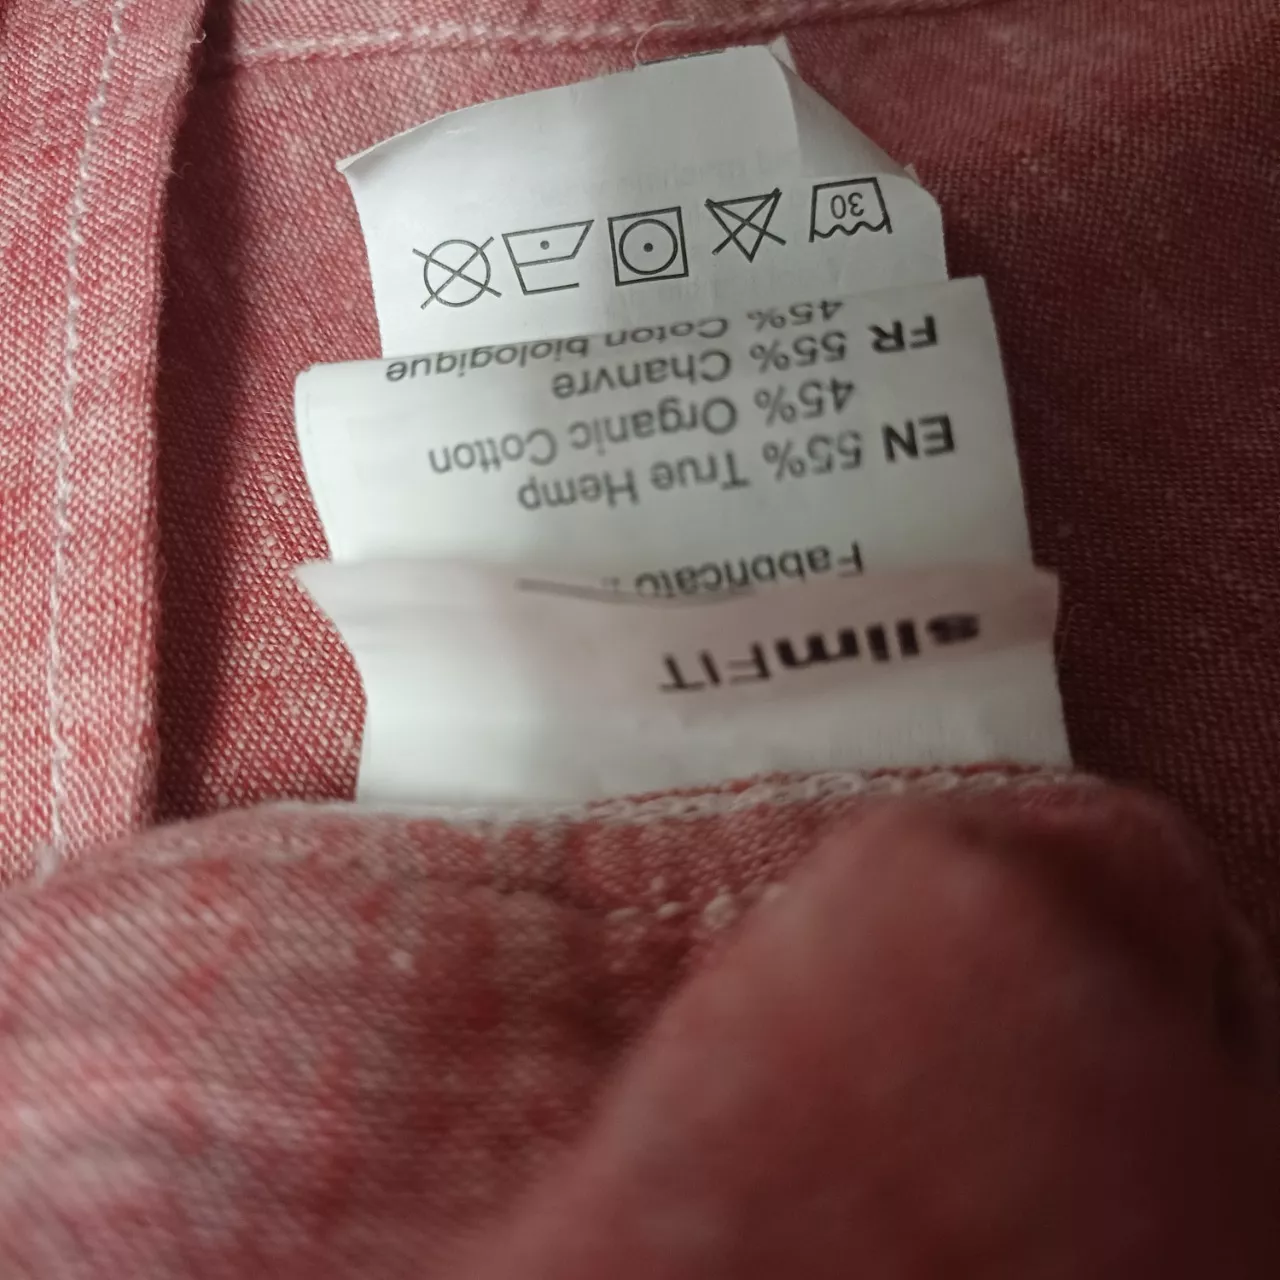 slimFIT
Fabbricato
EN 55% True Hemp
45% Organic Cotton
FR 55% Chanvre
45% Coton biologique
30